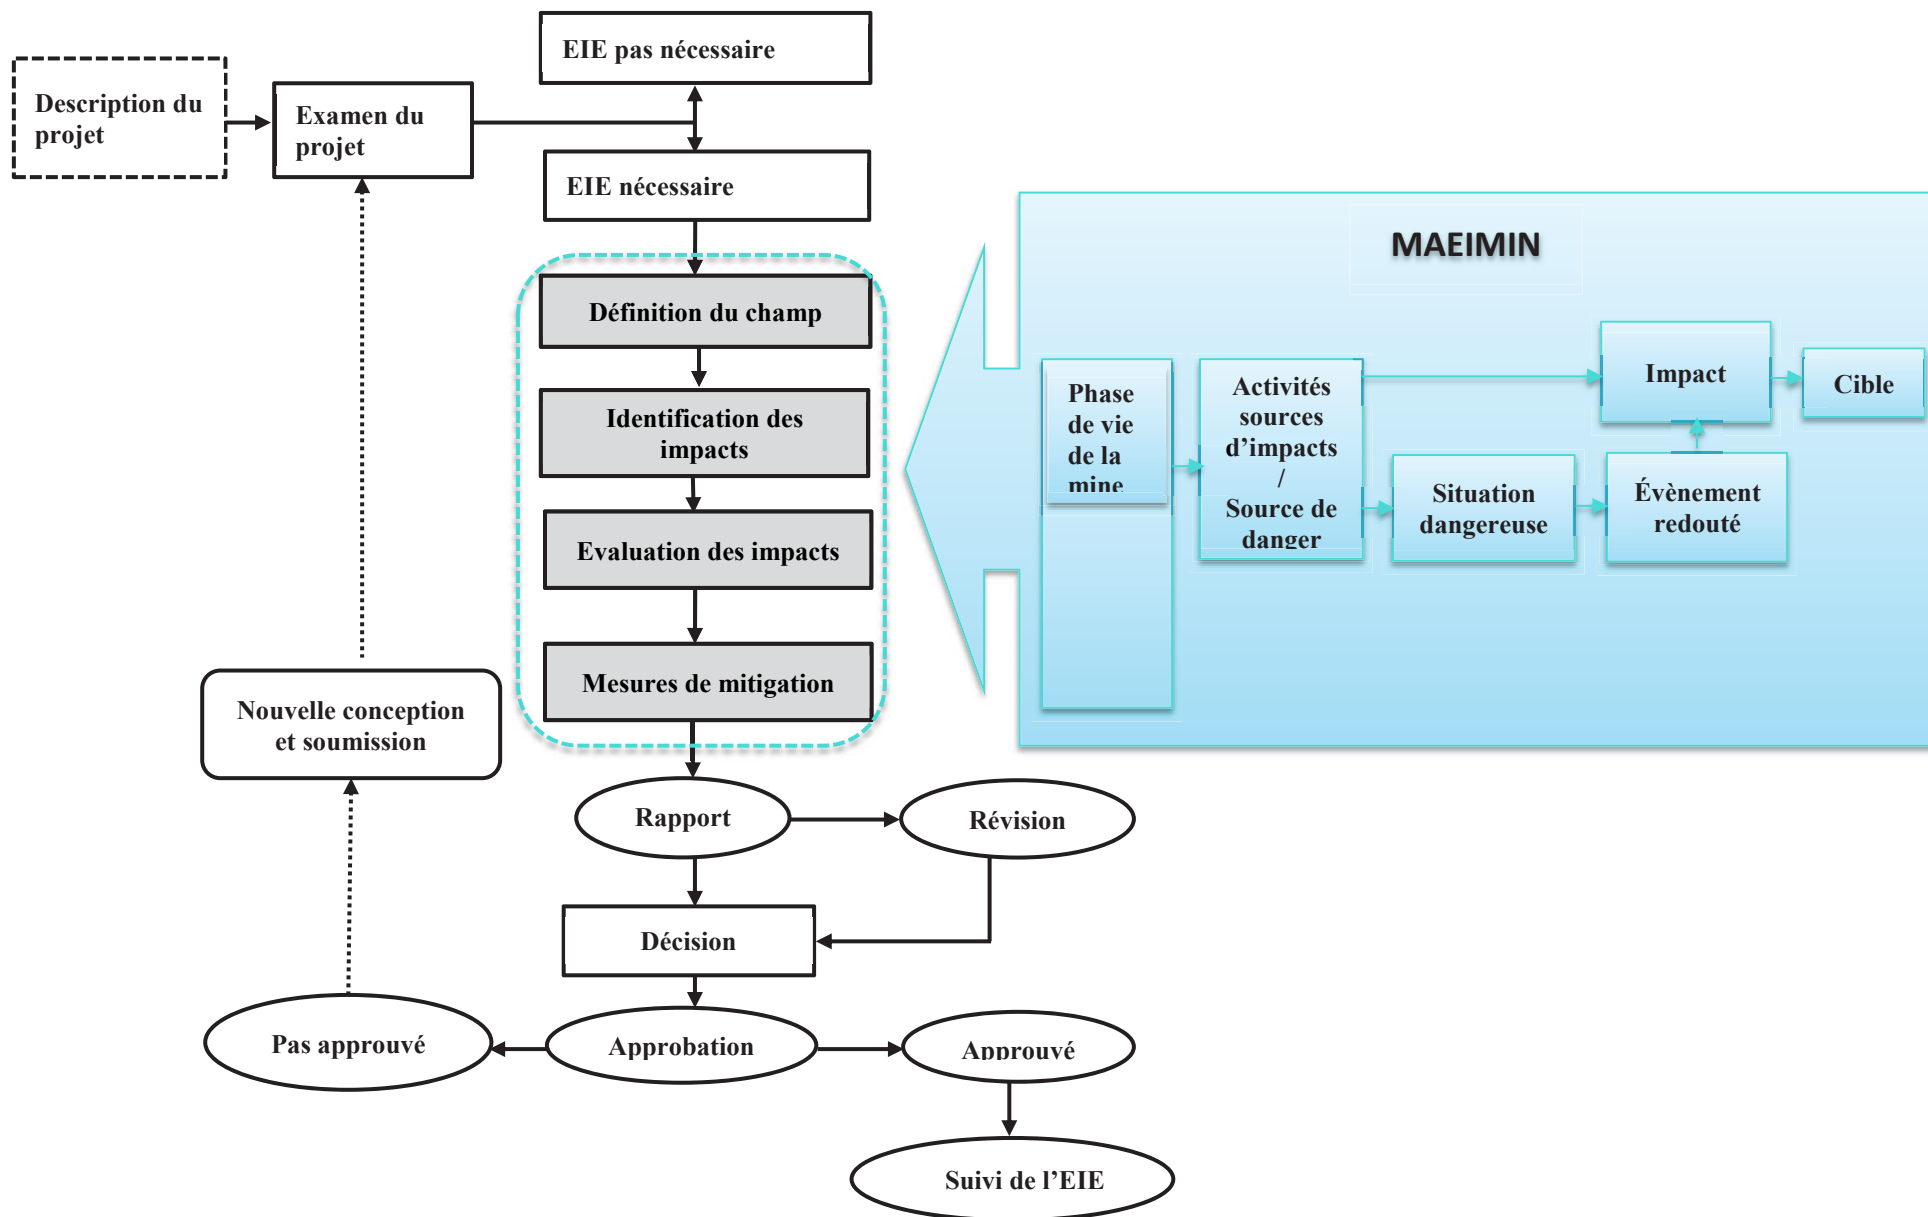 EIE pas nécessaire
Description du
projet
Examen du
projet
EIE nécessaire
Définition du champ
Identification des
impacts
Evaluation des impacts
Mesures de mitigation
MAEIMIN
Phase
de vie
de la
mine
Activités
sources
d’impacts
/
Source de
danger
Impact
Cible
Situation
dangereuse
Évènement
redouté
Nouvelle conception
et soumission
Rapport
Révision
Décision
Pas approuvé
Approbation
Approuvé
Suivi de l’EIE